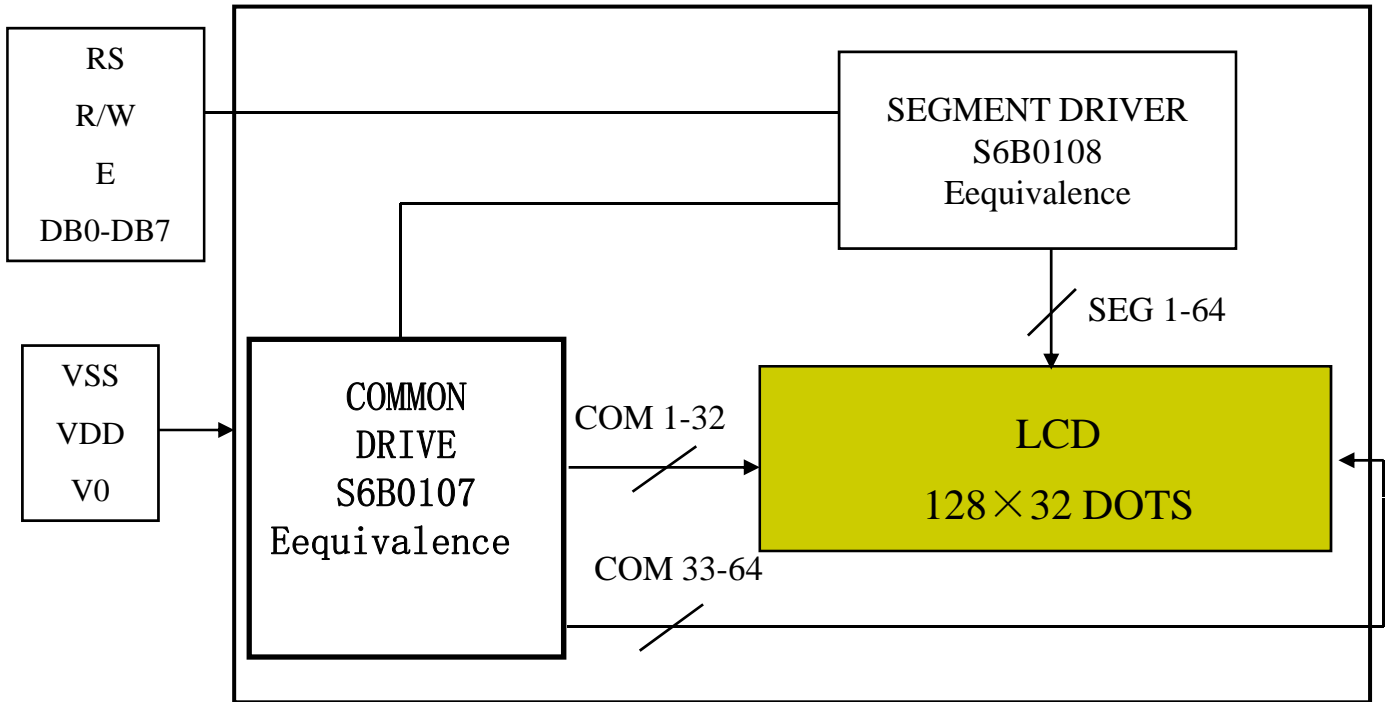 RS
R/W
E
DB0-DB7
SEGMENT DRIVER
S6B0108
Eequivalence
SEG 1-64
VSS
VDD
V0
COMMON
DRIVE
S6B0107
Eequivalence
COM 1-32
LCD
128×32 DOTS
COM 33-64